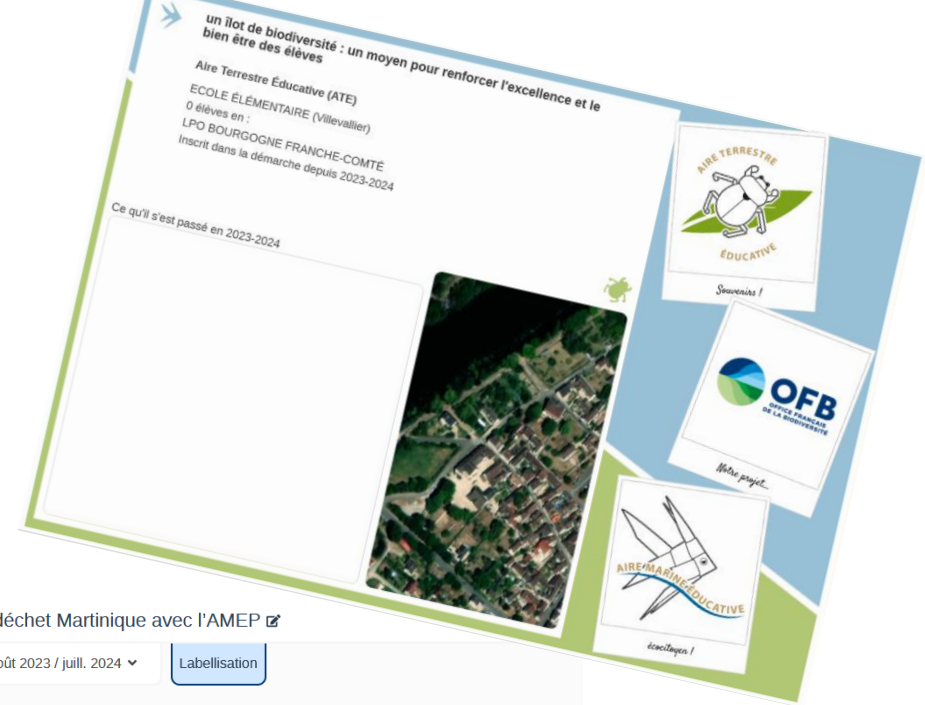 un îlot de biodiversité : un moyen pour renforcer l'excellence et le
bien être des élèves
Aire Terrestre Éducative (ATE)
ECOLE ÉLÉMENTAIRE (Villevallier)
0 élèves en :
LPO BOURGOGNE FRANCHE-COMTÉ
Inscrit dans la démarche depuis 2023-2024
Ce qu'il s'est passé en 2023-2024
AIRE TERRESTRE
ÉDUCATIVE
Souvenirs !
OFB
OFFICE FRANÇAIS
DE LA BIODIVERSITÉ
Notre projet...
AIRE MARINE ÉDUCATIVE
écocitoyen !
déchet Martinique avec l'AMEP
oût 2023 / juill. 2024
Labellisation